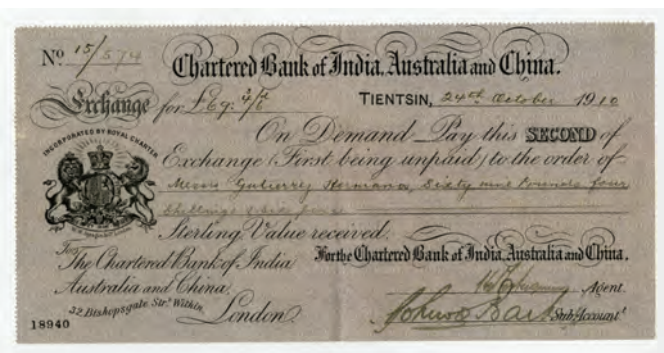 Nº 15/574
Chartered Bank of India, Australia and China.
Exchange for £69: 4/6
TIENTSIN, 24th October 1910
INCORPORATED BY ROYAL CHARTER
On Demand Pay this SECOND of
Exchange (First being unpaid) to the order of
Messrs Gutierrez Hermanos, Sixty nine Pounds four
Shillings
Sterling Value received.
To
The Chartered Bank of India
Australia and China.
32, Bishopsgate Str. Within,
London
For the Chartered Bank of India, Australia and China.
Agent.
Sub Account.t
18940